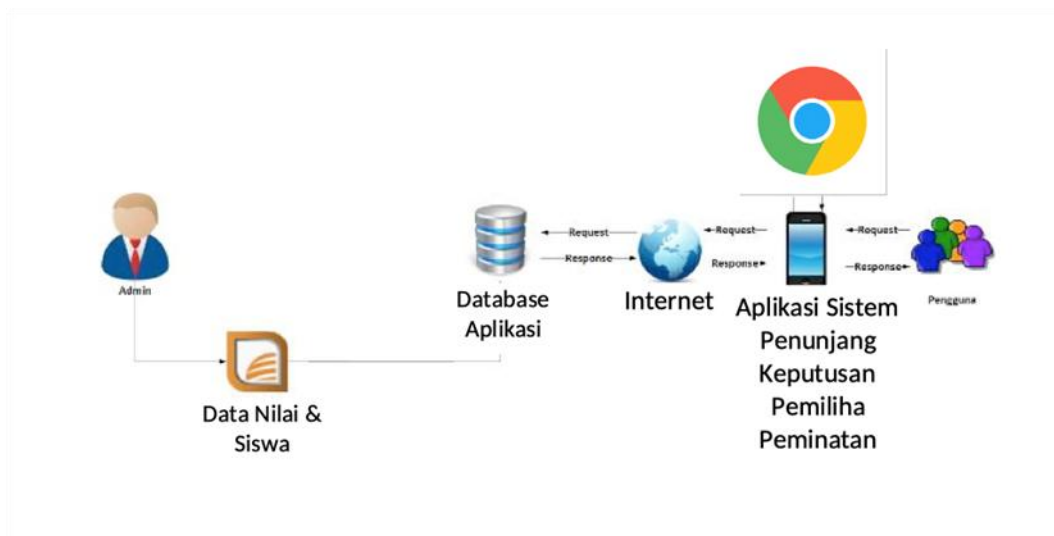 Admin
Data Nilai &
Siswa
Database
Aplikasi
Request
Response
Internet
Request
Response
Aplikasi Sistem
Penunjang
Keputusan
Pemiliha
Peminatan
Request
Response
Pengguna